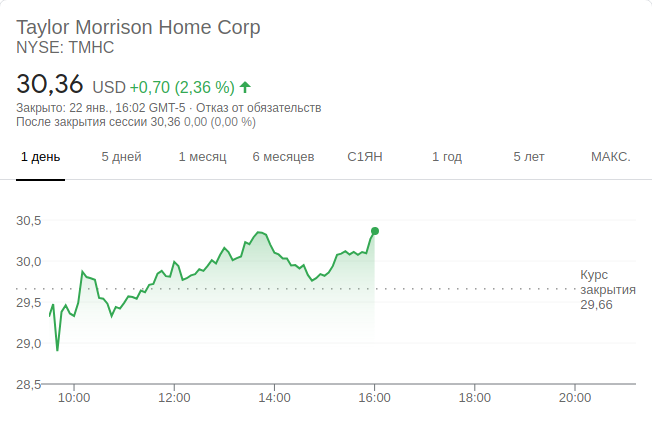 Taylor Morrison Home Corp
NYSE: TMHC
30,36 USD +0,70 (2,36 %)
Закрыто: 22 янв., 16:02 GMT-5 · Отказ от обязательств
После закрытия сессии 30,36 0,00 (0,00 %)
1 день 5 дней 1 месяц 6 месяцев С1ЯН 1 год 5 лет МАКС.
30,5
30,0
29,5
29,0
28,5
Курс
закрытия
29,66
10:00 12:00 14:00 16:00 18:00 20:00